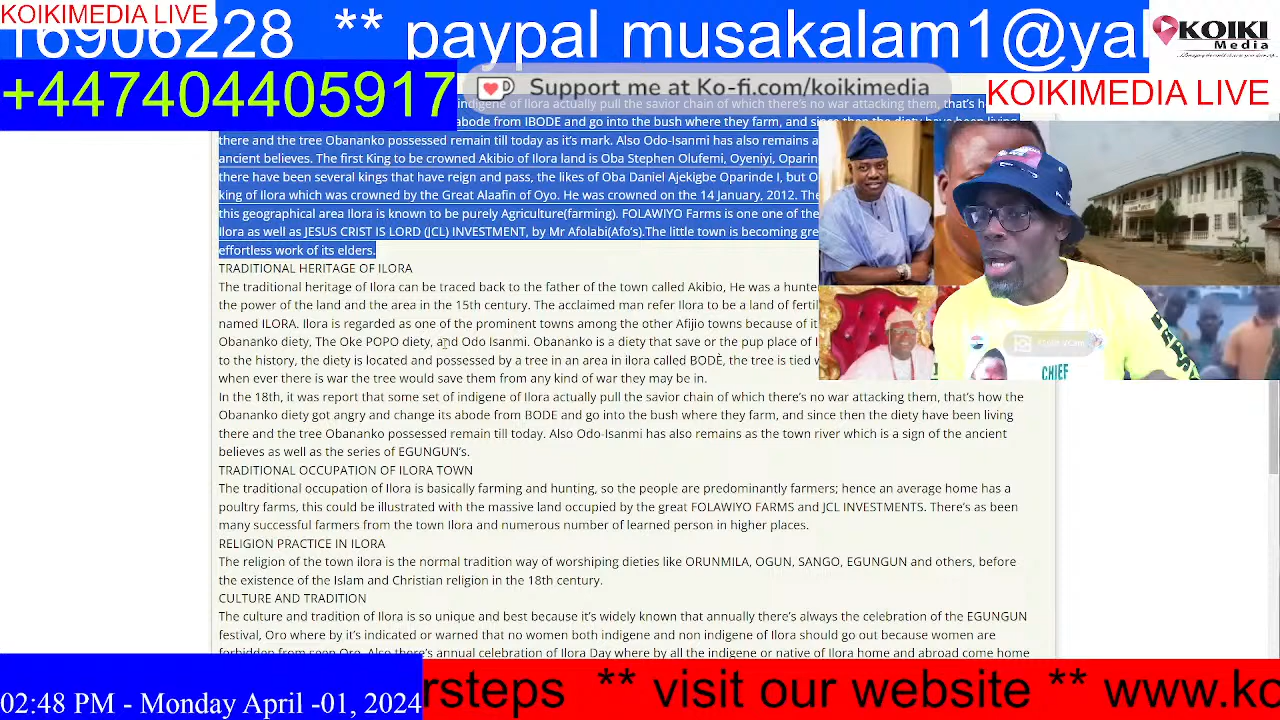 KOIKIMEDIA LIVE
16906228 ** paypal musakalam1@ya
KOIKI
Media
+447404405917
Support me at Ko-fi.com/koikimedia
KOIKIMEDIA LIVE
indigene of Ilora actually pull the savior chain of which there's no war attacking them, that's h
abode from IBODE and go into the bush where they farm, and since then the diety have been living
there and the tree Obananko possessed remain till today as it's mark. Also Odo-Isanmi has also remains a
ancient believes. The first King to be crowned Akibio of Ilora land is Oba Stephen Olufemi, Oyeniyi, Oparin
there have been several kings that have reign and pass, the likes of Oba Daniel Ajekigbe Oparinde I, but O
king of Ilora which was crowned by the Great Alaafin of Oyo. He was crowned on the 14 January, 2012. The
this geographical area Ilora is known to be purely Agriculture(farming). FOLAWIYO Farms is one one of the
Ilora as well as JESUS CRIST IS LORD (JCL) INVESTMENT, by Mr Afolabi(Afo's).The little town is becoming gre
effortless work of its elders.
TRADITIONAL HERITAGE OF ILORA
The traditional heritage of Ilora can be traced back to the father of the town called Akibio, He was a hunte
the power of the land and the area in the 15th century. The acclaimed man refer Ilora to be a land of fertil
named ILORA. Ilora is regarded as one of the prominent towns among the other Afijio towns because of it
Obananko diety, The Oke POPO diety, and Odo Isanmi. Obananko is a diety that save or the pup place of I
to the history, the diety is located and possessed by a tree in an area in ilora called BODÈ, the tree is tied w
when ever there is war the tree would save them from any kind of war they may be in.
In the 18th, it was report that some set of indigene of Ilora actually pull the savior chain of which there's no war attacking them, that's how the
Obananko diety got angry and change its abode from BODE and go into the bush where they farm, and since then the diety have been living
there and the tree Obananko possessed remain till today. Also Odo-Isanmi has also remains as the town river which is a sign of the ancient
believes as well as the series of EGUNGUN's.
TRADITIONAL OCCUPATION OF ILORA TOWN
The traditional occupation of Ilora is basically farming and hunting, so the people are predominantly farmers; hence an average home has a
poultry farms, this could be illustrated with the massive land occupied by the great FOLAWIYO FARMS and JCL INVESTMENTS. There's as been
many successful farmers from the town Ilora and numerous number of learned person in higher places.
RELIGION PRACTICE IN ILORA
The religion of the town ilora is the normal tradition way of worshiping dieties like ORUNMILA, OGUN, SANGO, EGUNGUN and others, before
the existence of the Islam and Christian religion in the 18th century.
CULTURE AND TRADITION
The culture and tradition of Ilora is so unique and best because it's widely known that annually there's always the celebration of the EGUNGUN
festival, Oro where by it's indicated or warned that no women both indigene and non indigene of Ilora should go out because women are
forbidden from seen Oro. Also there's annual celebration of Ilora Day where by all the indigene or native of Ilora home and abroad come home
CHIEF
02:48 PM - Monday April -01, 2024
rsteps ** visit our website ** www.ko